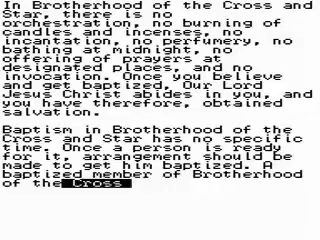 In Brotherhood of the Cross and
Star, there is no
orchestration, no burning of
candles and incenses, no
incantation, no perfumery, no
bathing at midnight, no
offering of prayers at
designated places, and no
invocation. Once you believe
and get baptized, Our Lord
Jesus Christ abides in you, and
you have therefore, obtained
salvation.
Baptism in Brotherhood of the
Cross and Star has no specific
time. Once a person is ready
for it, arrangement should be
made to get him baptized. A
baptized member of Brotherhood
of the Cross